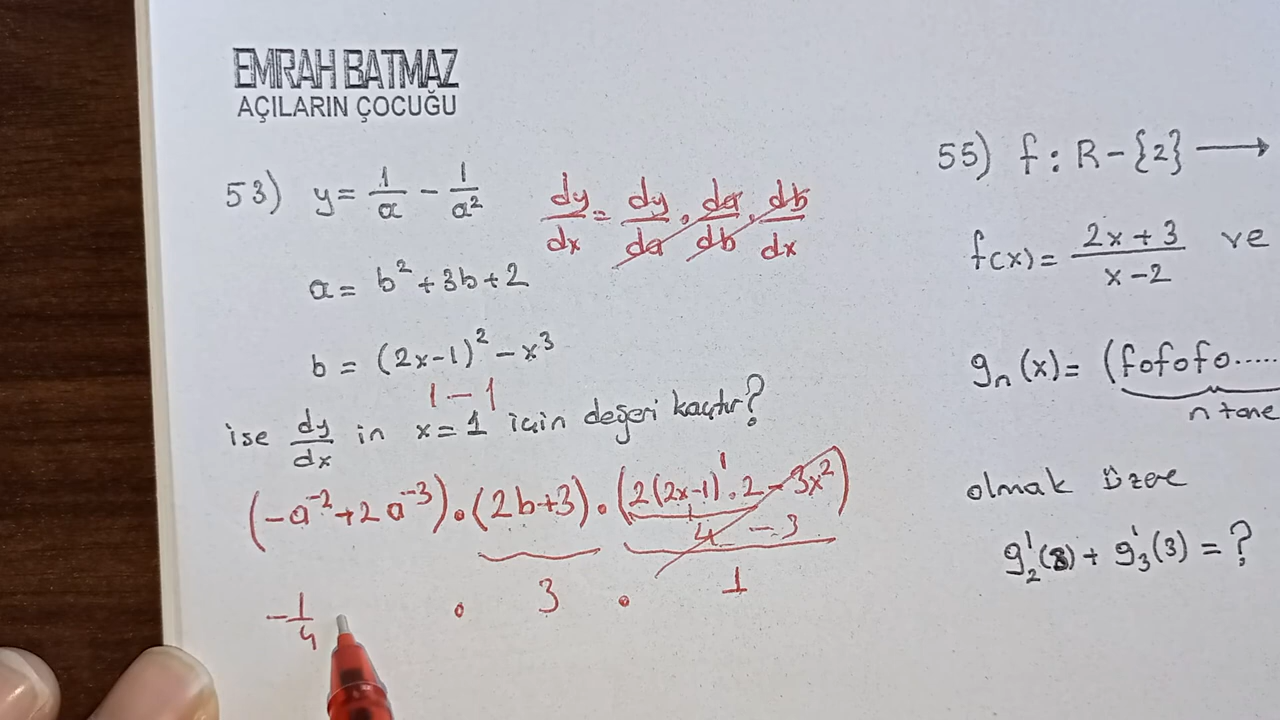 EMRAH BATMAZ
AÇILARIN ÇOCUĞU
53) y = 1/a - 1/a²
dy/dx = dy/da . da/db . db/dx
a = b² + 3b + 2
b = (2x-1)² - x³
1 - 1
ise dy/dx in x = 1 için değeri kaçtır?
(-a⁻² + 2a⁻³) . (2b+3) . (2(2x-1)¹ . 2 - 3x²)
4 - 3
-1/4 . 3 . 1
55) f : R - {2} →
f(x) = (2x+3)/(x-2) ve
gₙ(x) = (fofofo.....
n tane
olmak üzere
g₂'(8) + g₃'(3) = ?